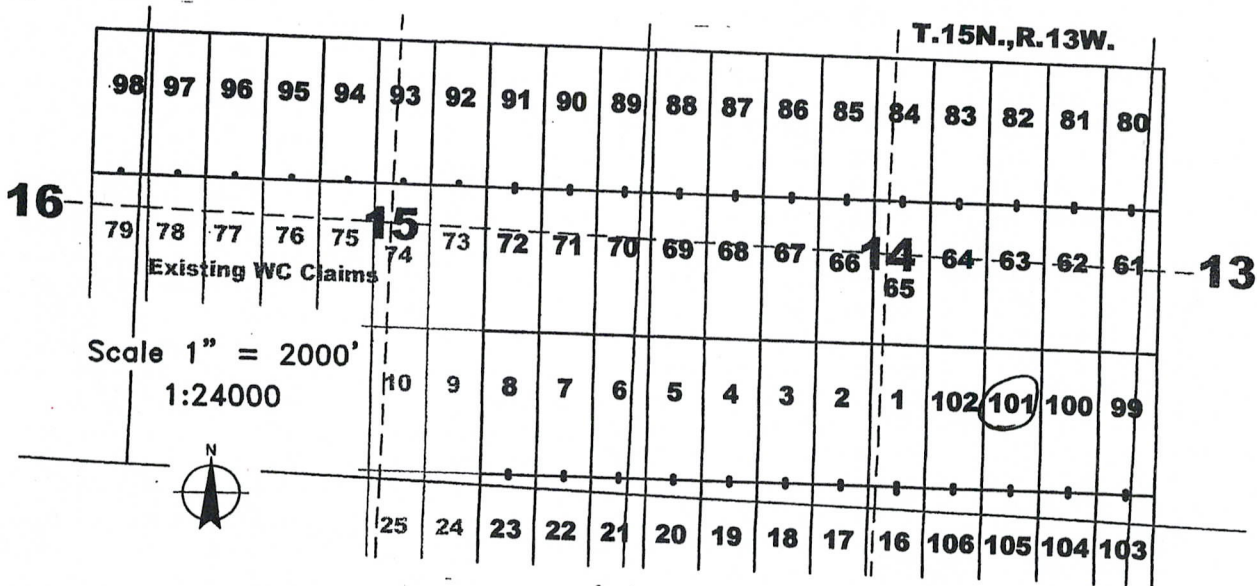 T.15N.,R.13W.
98 97 96 95 94 93 92 91 90 89 88 87 86 85 84 83 82 81 80
16 15 14 13
79 78 77 76 75 74 73 72 71 70 69 68 67 66 65 64 63 62 61
Existing WC Claims
Scale 1" = 2000'
1:24000
10 9 8 7 6 5 4 3 2 1 102 101 100 99
N
25 24 23 22 21 20 19 18 17 16 106 105 104 103